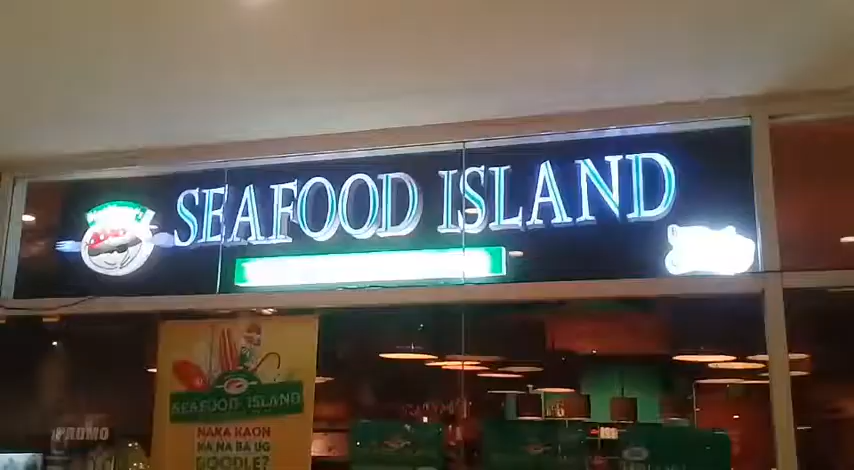 SEAFOOD ISLAND
SEAFOOD ISLAND
NAKA KAON
NA NA BA UG
BOODLE?
PROMO